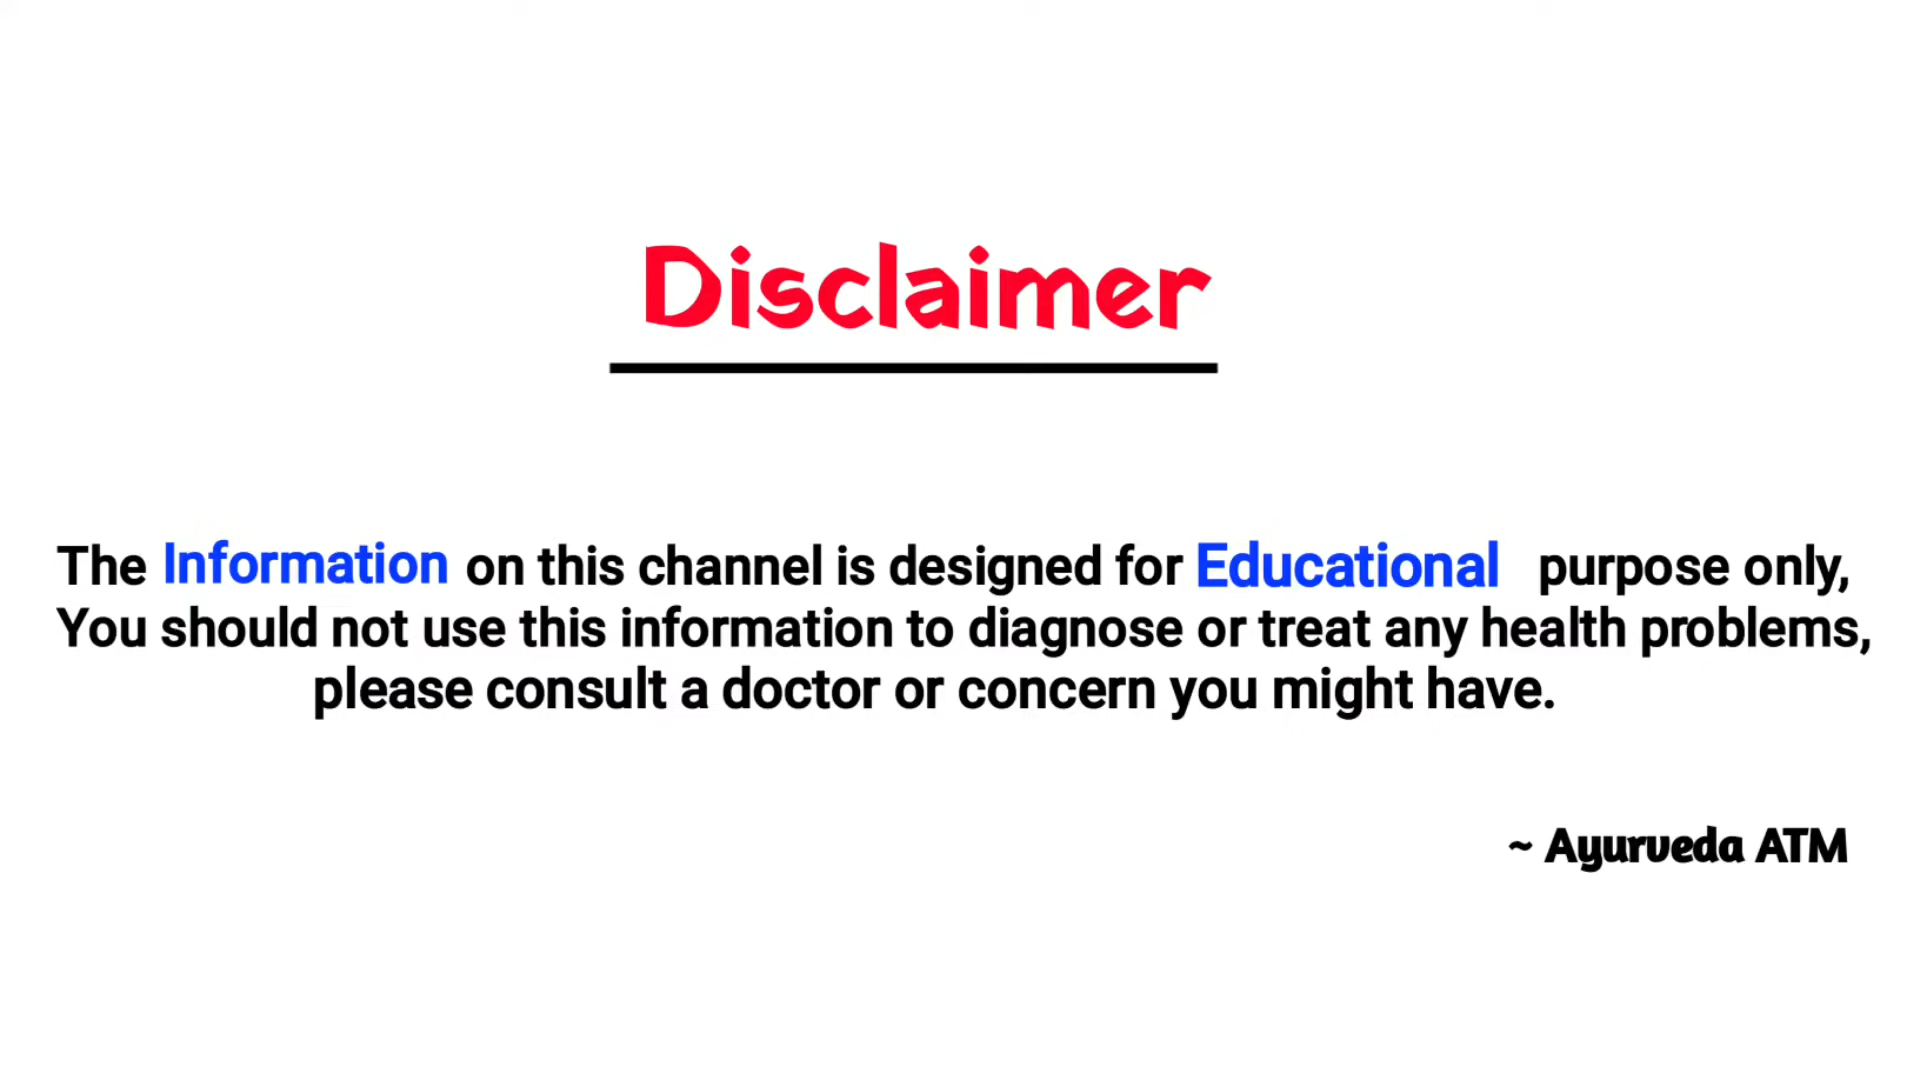 Disclaimer
The Information on this channel is designed for Educational purpose only,
You should not use this information to diagnose or treat any health problems,
please consult a doctor or concern you might have.
~ Ayurveda ATM